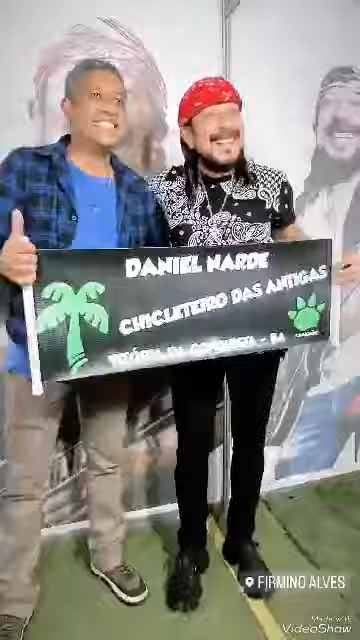 DANIEL NARDE
CHICLETEIRO DAS ANTIGAS
VITÓRIA DA CONQUISTA - BA
FIRMINO ALVES
Made with
VideoShow